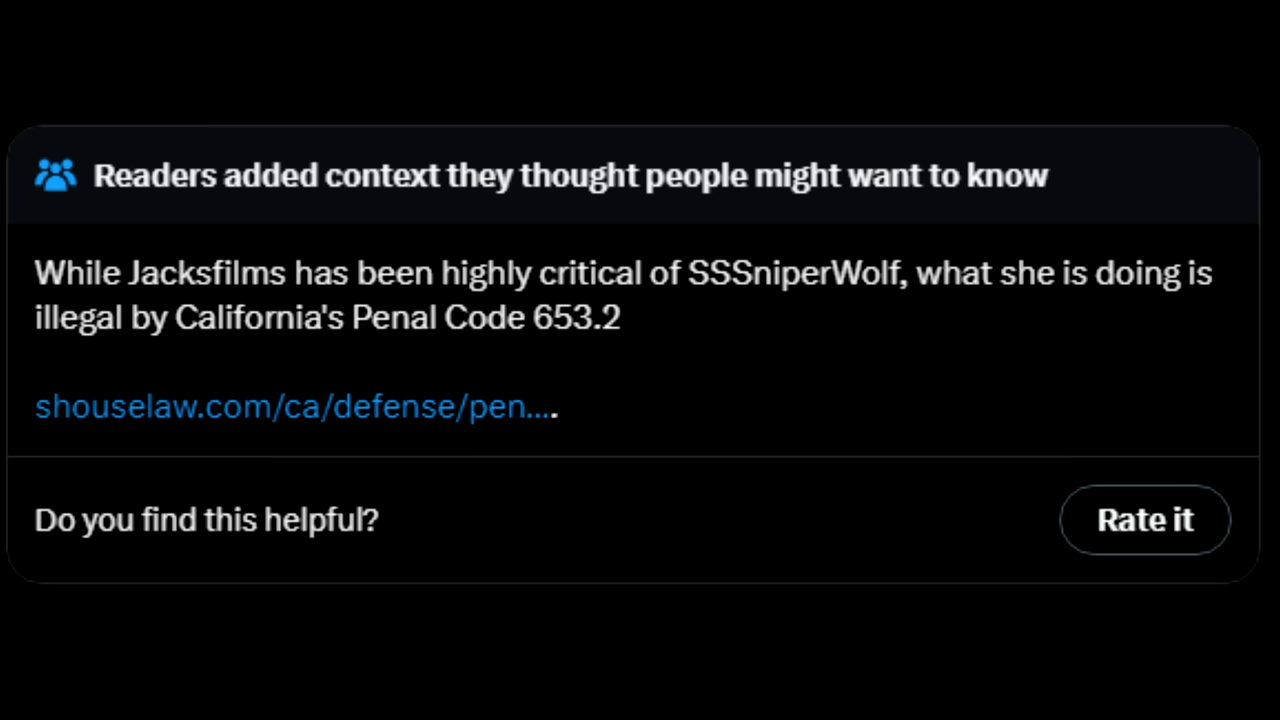 Readers added context they thought people might want to know
While Jacksfilms has been highly critical of SSSniperWolf, what she is doing is
illegal by California's Penal Code 653.2
shouselaw.com/ca/defense/pen....
Do you find this helpful?
Rate it